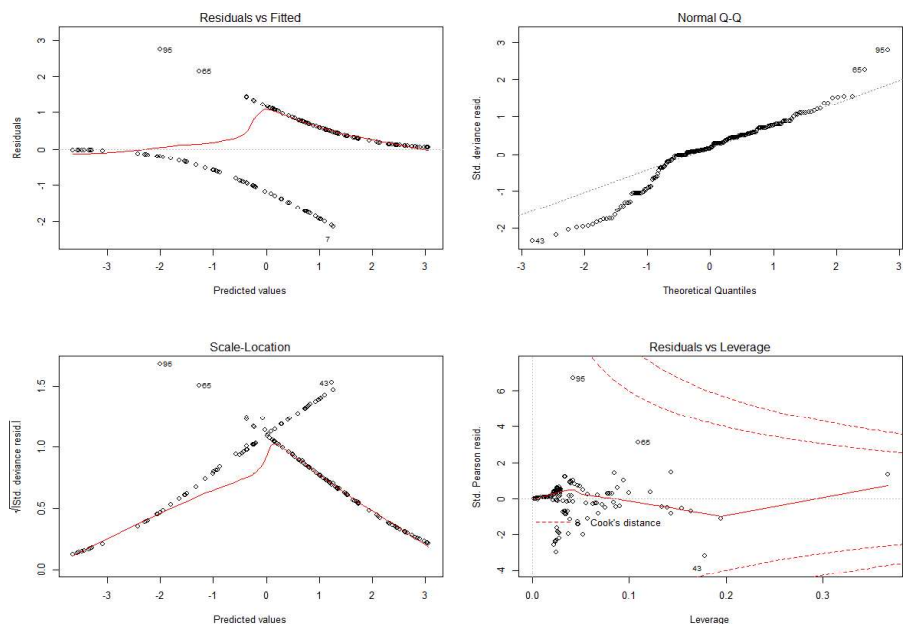 Residuals vs Fitted
Residuals
3
2
1
0
-1
-2
95
65
7
-3 -2 -1 0 1 2 3
Predicted values
Normal Q-Q
Std. deviance resid.
3
2
1
0
-1
-2
95
65
43
-3 -2 -1 0 1 2 3
Theoretical Quantiles
Scale-Location
√|Std. deviance resid.|
1.5
1.0
0.5
0.0
95
65
43
-3 -2 -1 0 1 2 3
Predicted values
Residuals vs Leverage
Std. Pearson resid.
6
4
2
0
-2
-4
95
65
Cook's distance
43
0.0 0.1 0.2 0.3
Leverage